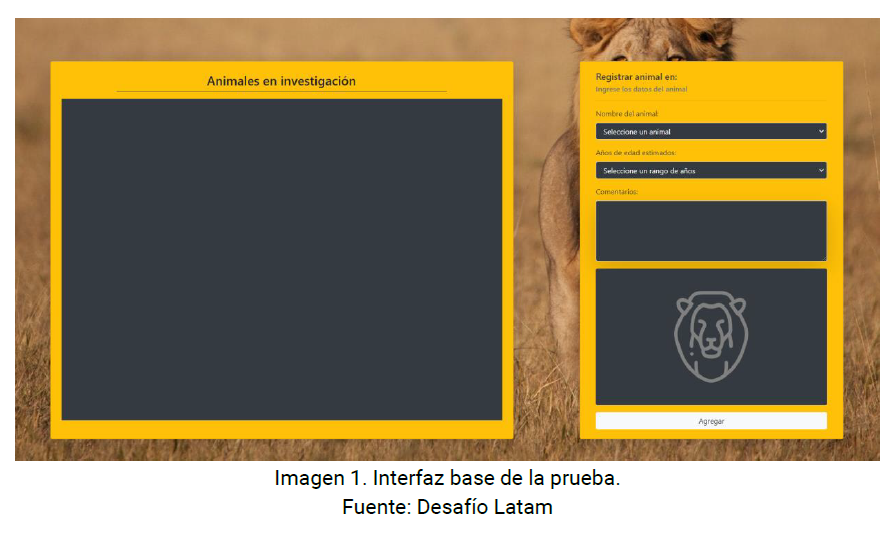 Animales en investigación
Registrar animal en:
Ingrese los datos del animal
Nombre del animal:
Seleccione un animal
Años de edad estimados:
Seleccione un rango de años
Comentarios:
Agregar
Imagen 1. Interfaz base de la prueba.
Fuente: Desafío Latam